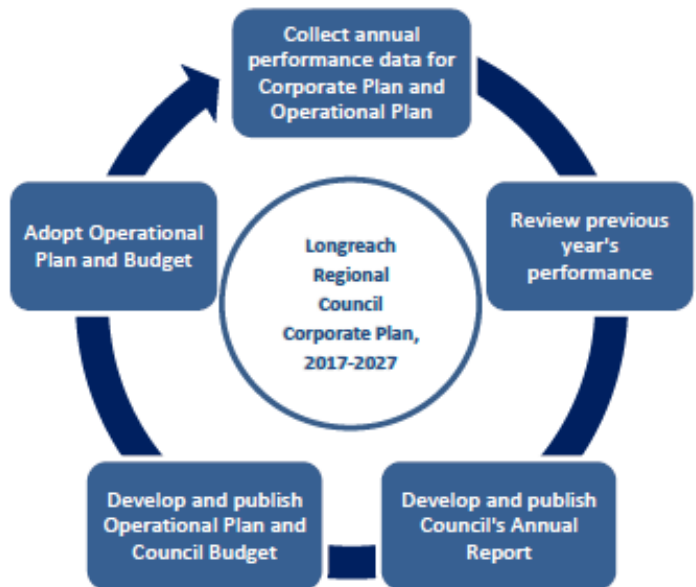 Collect annual
performance data for
Corporate Plan and
Operational Plan
Review previous
year's
performance
Develop and publish
Council's Annual
Report
Develop and publish
Operational Plan and
Council Budget
Adopt Operational
Plan and Budget
Longreach
Regional
Council
Corporate Plan,
2017-2027